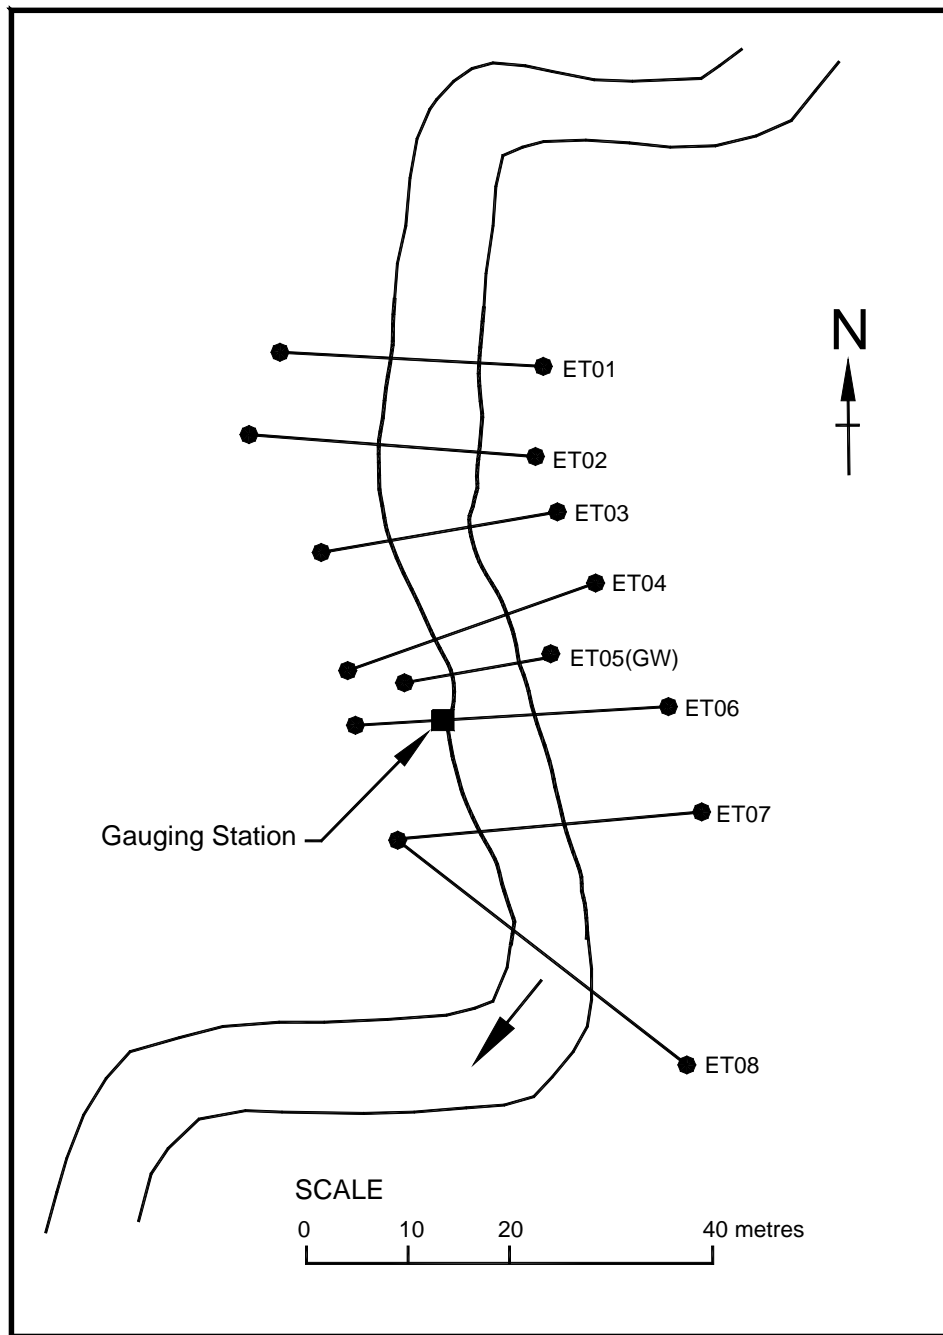 N
ET01
ET02
ET03
ET04
ET05(GW)
ET06
ET07
Gauging Station
ET08
SCALE
0 10 20 40 metres